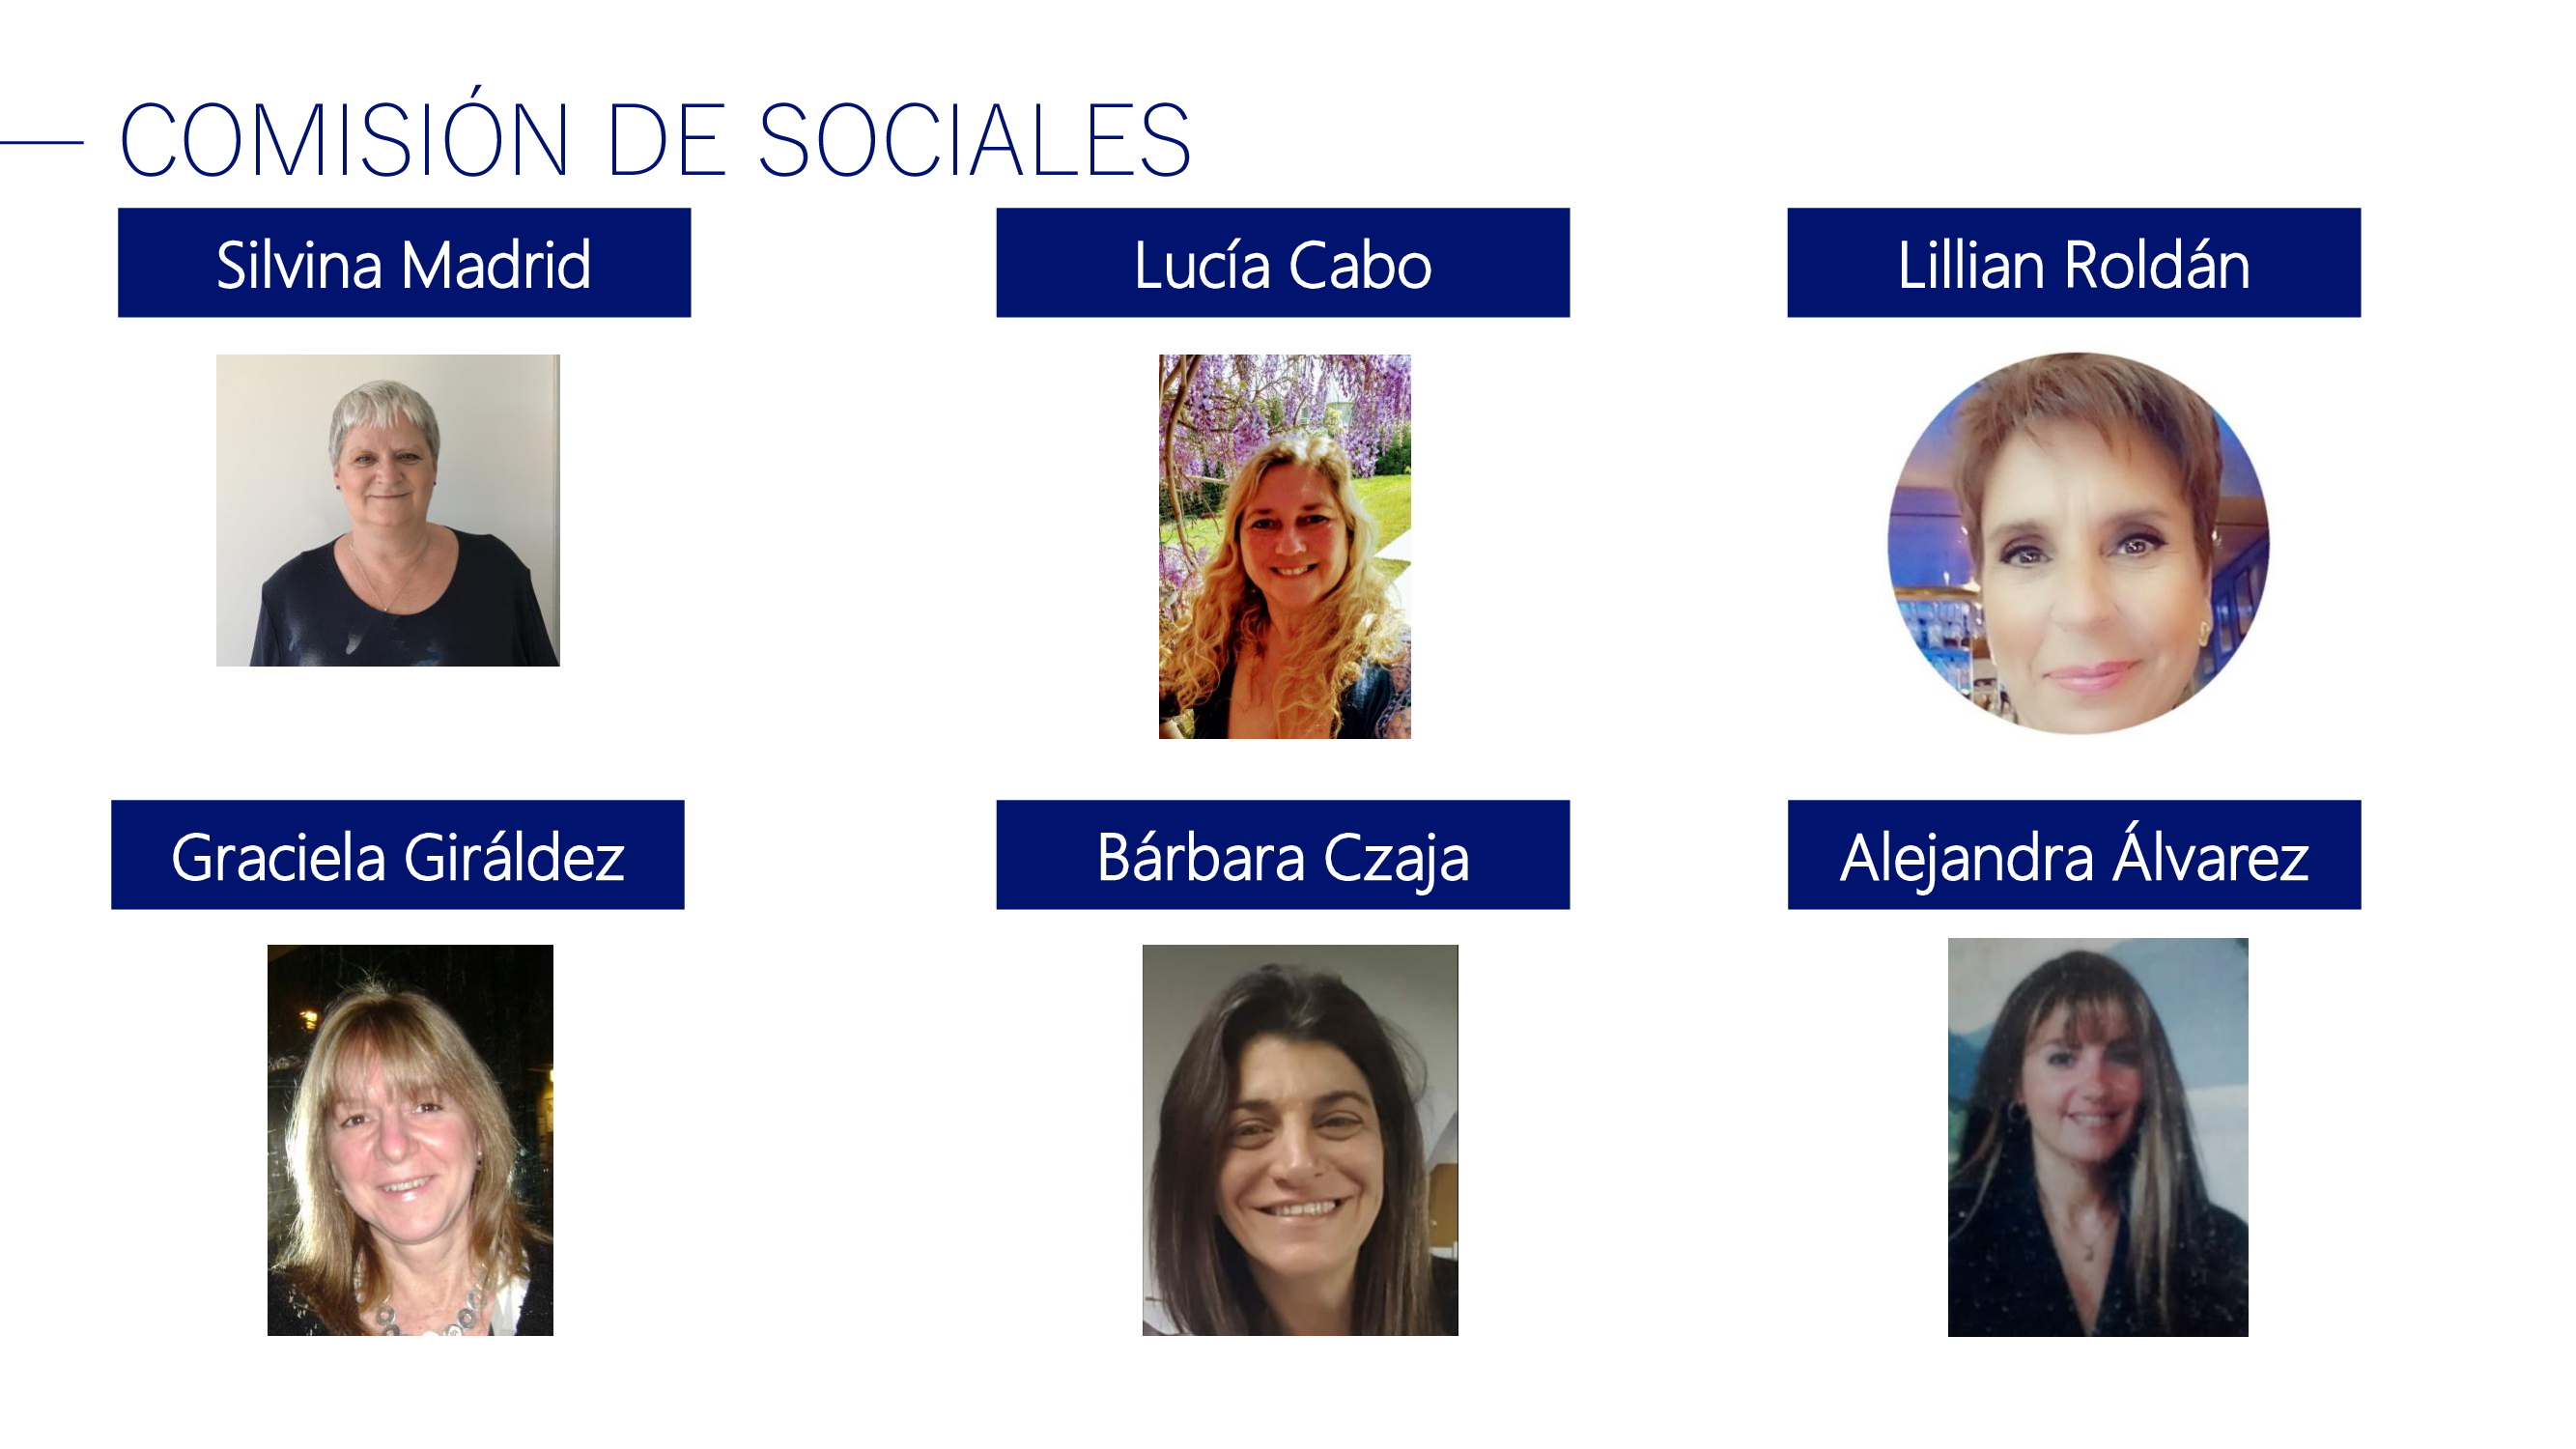 COMISIÓN DE SOCIALES
Silvina Madrid
Lucía Cabo
Lillian Roldán
Graciela Giráldez
Bárbara Czaja
Alejandra Álvarez